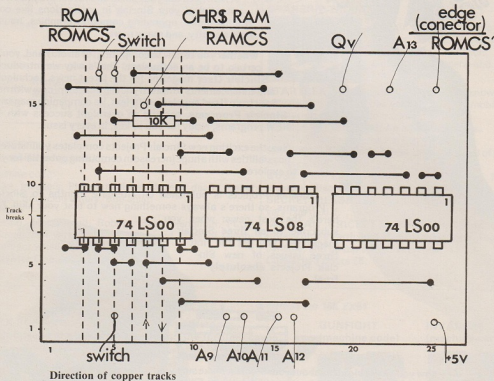 ROM
ROMCS
Switch
CHR$ RAM
RAMCS
Qv
A13
edge
(conector)
ROMCS'
15
10K
10
Track
breaks
1
74 LS00
1
74 LS08
1
74 LS00
5
1
1
5
10
15
20
25
switch
A9
A10
A11
A12
+5V
Direction of copper tracks